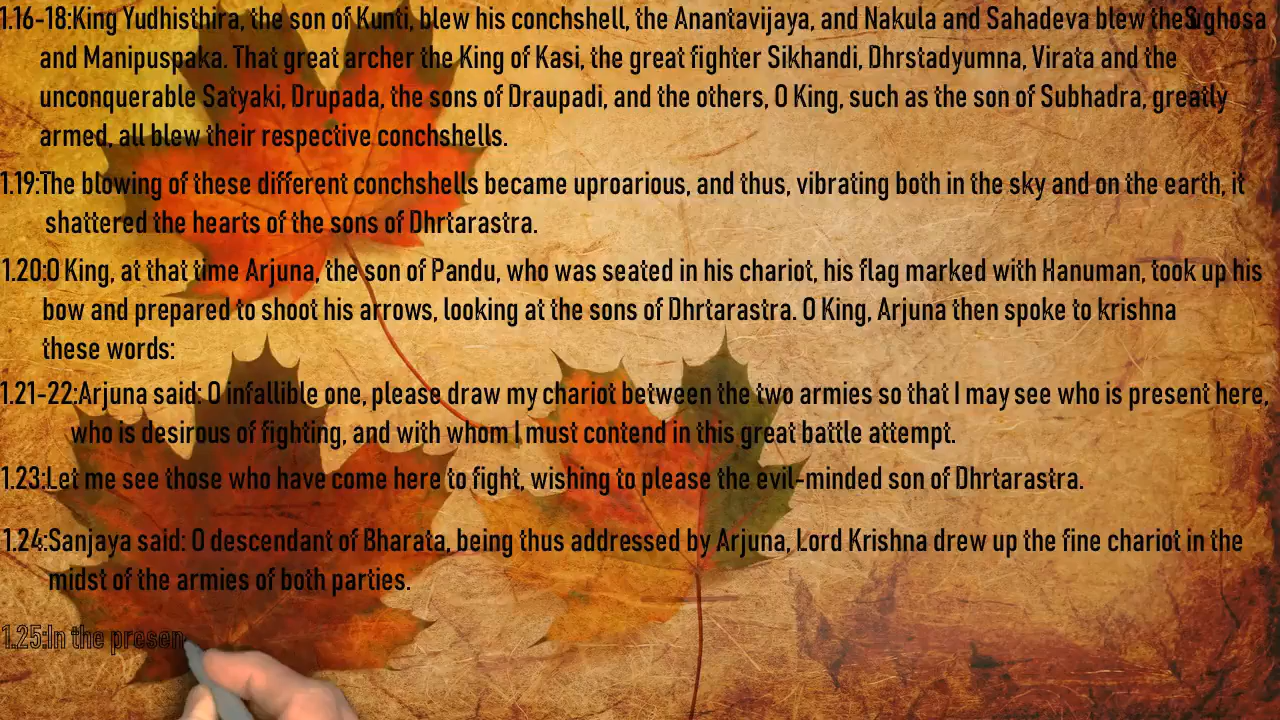 1.16-18:King Yudhisthira, the son of Kunti, blew his conchshell, the Anantavijaya, and Nakula and Sahadeva blew the Sughosa
and Manipuspaka. That great archer the King of Kasi, the great fighter Sikhandi, Dhrstadyumna, Virata and the
unconquerable Satyaki, Drupada, the sons of Draupadi, and the others, O King, such as the son of Subhadra, greatly
armed, all blew their respective conchshells.
1.19:The blowing of these different conchshells became uproarious, and thus, vibrating both in the sky and on the earth, it
shattered the hearts of the sons of Dhrtarastra.
1.20:O King, at that time Arjuna, the son of Pandu, who was seated in his chariot, his flag marked with Hanuman, took up his
bow and prepared to shoot his arrows, looking at the sons of Dhrtarastra. O King, Arjuna then spoke to krishna
these words:
1.21-22:Arjuna said: O infallible one, please draw my chariot between the two armies so that I may see who is present here,
who is desirous of fighting, and with whom I must contend in this great battle attempt.
1.23:Let me see those who have come here to fight, wishing to please the evil-minded son of Dhrtarastra.
1.24:Sanjaya said: O descendant of Bharata, being thus addressed by Arjuna, Lord Krishna drew up the fine chariot in the
midst of the armies of both parties.
1.25:In the presen